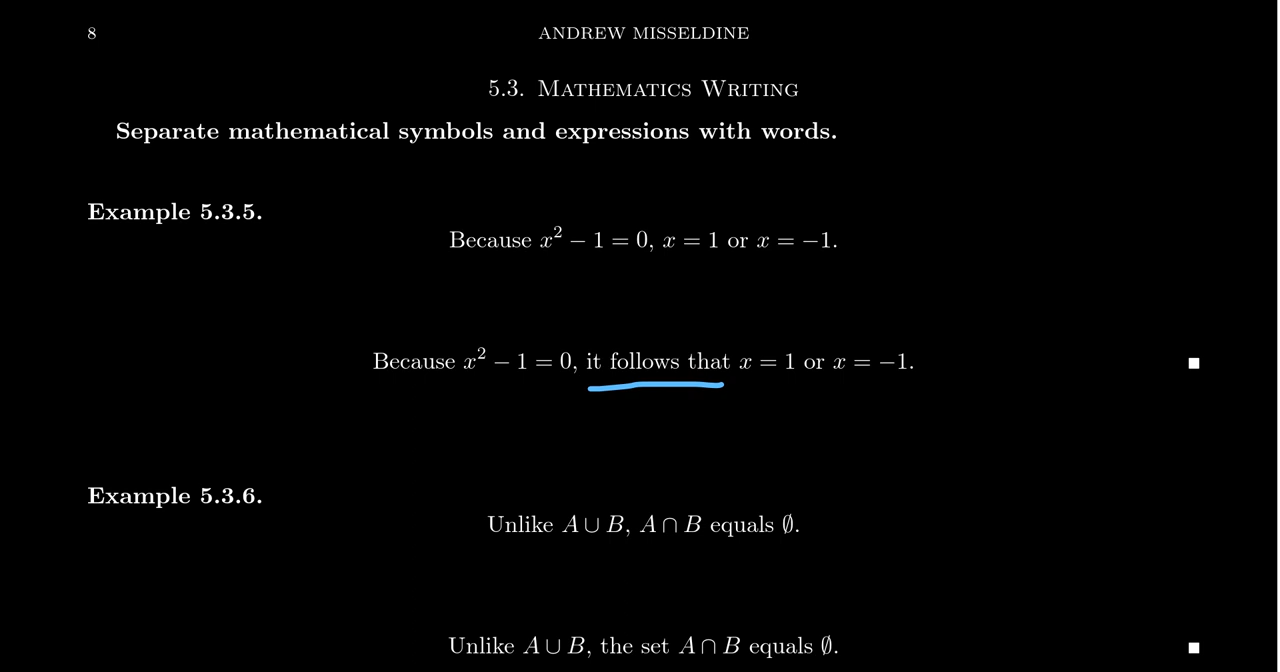 8 ANDREW MISSELDINE
5.3. Mathematics Writing
Separate mathematical symbols and expressions with words.
Example 5.3.5.
Because x² − 1 = 0, x = 1 or x = −1.
Because x² − 1 = 0, it follows that x = 1 or x = −1. ■
Example 5.3.6.
Unlike A ∪ B, A ∩ B equals ∅.
Unlike A ∪ B, the set A ∩ B equals ∅. ■